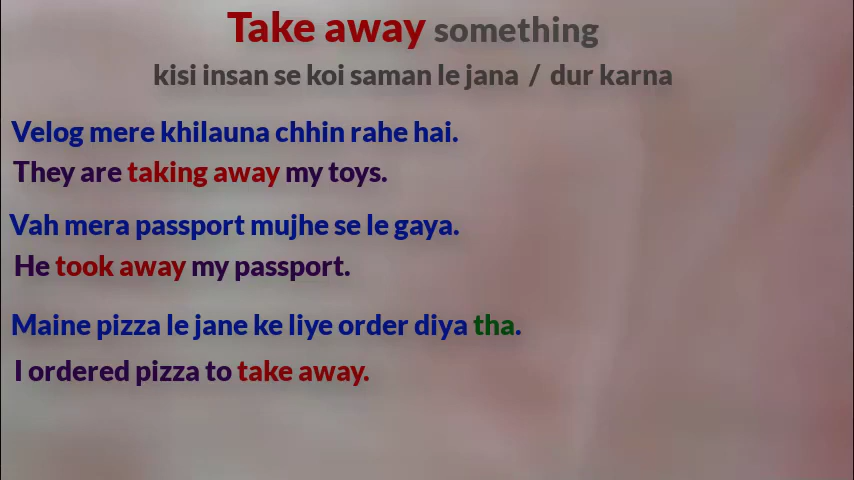 Take away something
kisi insan se koi saman le jana / dur karna
Velog mere khilauna chhin rahe hai.
They are taking away my toys.
Vah mera passport mujhe se le gaya.
He took away my passport.
Maine pizza le jane ke liye order diya tha.
I ordered pizza to take away.